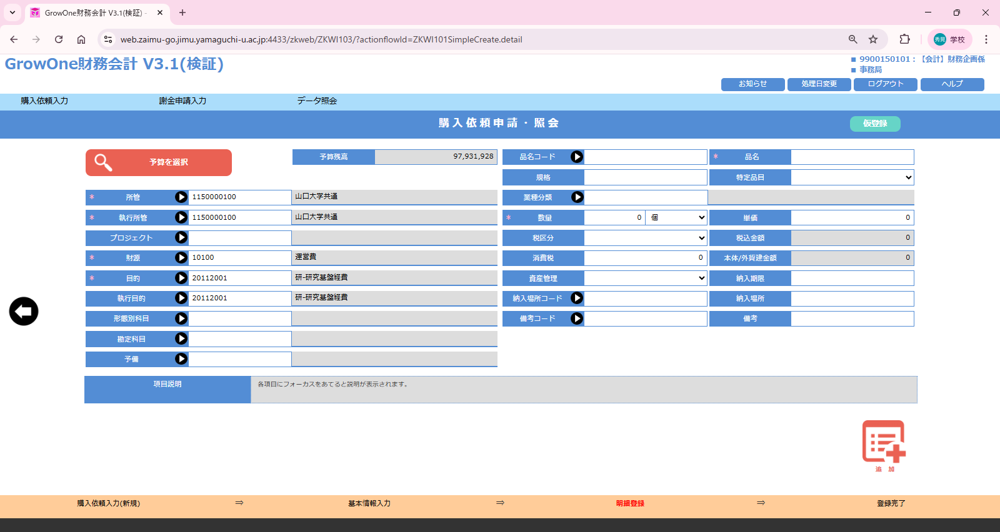 GrowOne財務会計 V3.1(検証) -
web.zaimu-go.jimu.yamaguchi-u.ac.jp:4433/zkweb/ZKWI103/?actionflowId=ZKWI101SimpleCreate.detail
秀晃 学校
GrowOne財務会計 V3.1(検証)
■ 9900150101：【会計】財務企画係
■ 事務局
お知らせ 処理日変更 ログアウト ヘルプ
購入依頼入力 謝金申請入力 データ照会
購入依頼申請・照会 仮登録
予算を選択 予算残高 97,931,928
品名コード * 品名
規格 特定品目
* 所管 1150000100 山口大学共通 業種分類
* 執行所管 1150000100 山口大学共通 * 数量 0 個 単価 0
プロジェクト 税区分 税込金額 0
* 財源 10100 運営費 消費税 0 本体/外貨建金額 0
* 目的 20112001 研-研究基盤経費 資産管理 納入期限
執行目的 20112001 研-研究基盤経費 納入場所コード 納入場所
形態別科目 備考コード 備考
勘定科目
予備
項目説明 各項目にフォーカスをあてると説明が表示されます。
追 加
購入依頼入力(新規) ⇒ 基本情報入力 ⇒ 明細登録 ⇒ 登録完了